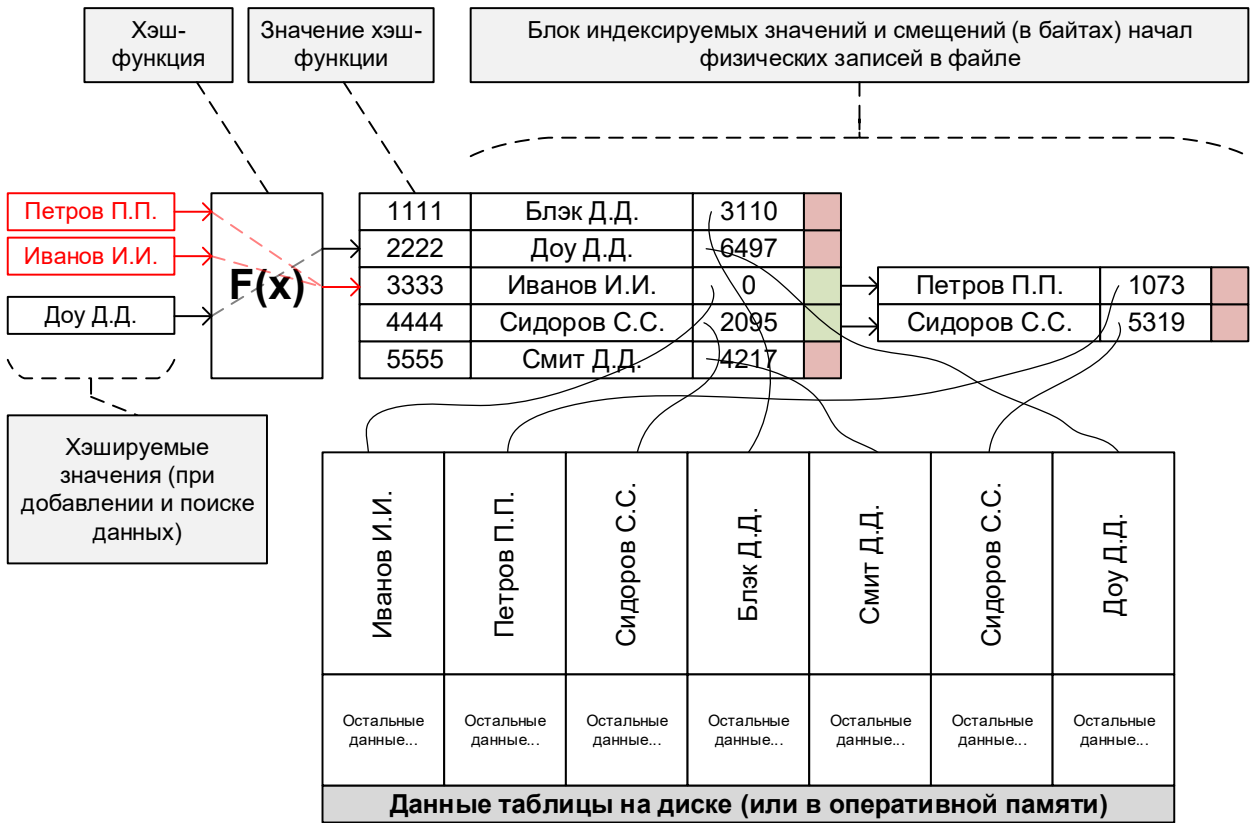 Хэш-
функция
Значение хэш-
функции
Блок индексируемых значений и смещений (в байтах) начал
физических записей в файле
Петров П.П.
Иванов И.И.
Доу Д.Д.
F(x)
1111 Блэк Д.Д. 3110
2222 Доу Д.Д. 6497
3333 Иванов И.И. 0 Петров П.П. 1073
4444 Сидоров С.С. 2095 Сидоров С.С. 5319
5555 Смит Д.Д. 4217
Хэшируемые
значения (при
добавлении и поиске
данных)
Иванов И.И.
Петров П.П.
Сидоров С.С.
Блэк Д.Д.
Смит Д.Д.
Сидоров С.С.
Доу Д.Д.
Остальные Остальные Остальные Остальные Остальные Остальные Остальные
данные... данные... данные... данные... данные... данные... данные...
Данные таблицы на диске (или в оперативной памяти)